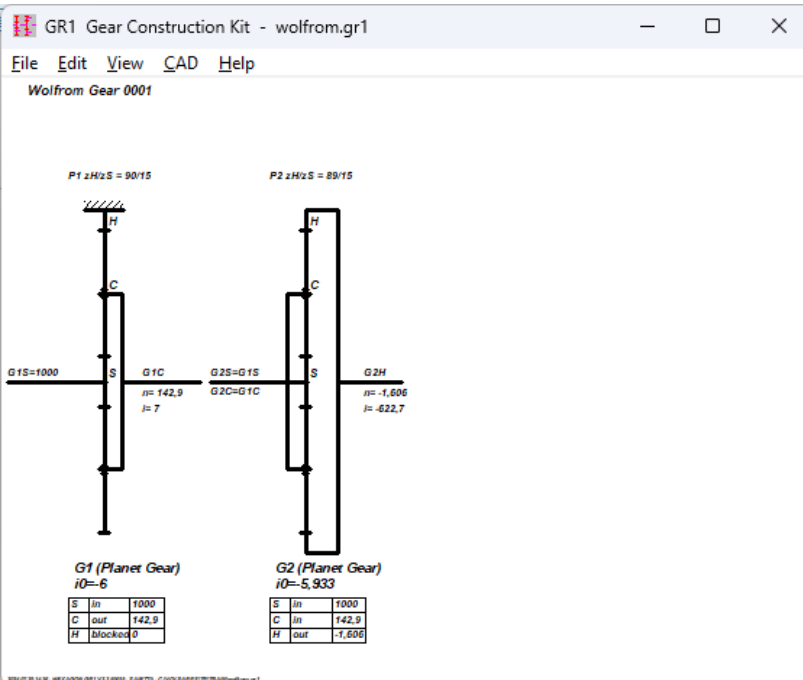 GR1 Gear Construction Kit - wolfrom.gr1
File Edit View CAD Help
Wolfrom Gear 0001
P1 zH/zS = 90/15 P2 zH/zS = 89/15
H H
C C
G1S=1000 S G1C G2S=G1S S G2H
n= 142,9 G2C=G1C n= -1,606
i= 7 i= -622,7
G1 (Planet Gear) G2 (Planet Gear)
i0=-6 i0=-5,933
S in 1000 S in 1000
C out 142,9 C in 142,9
H blocked 0 H out -1,606